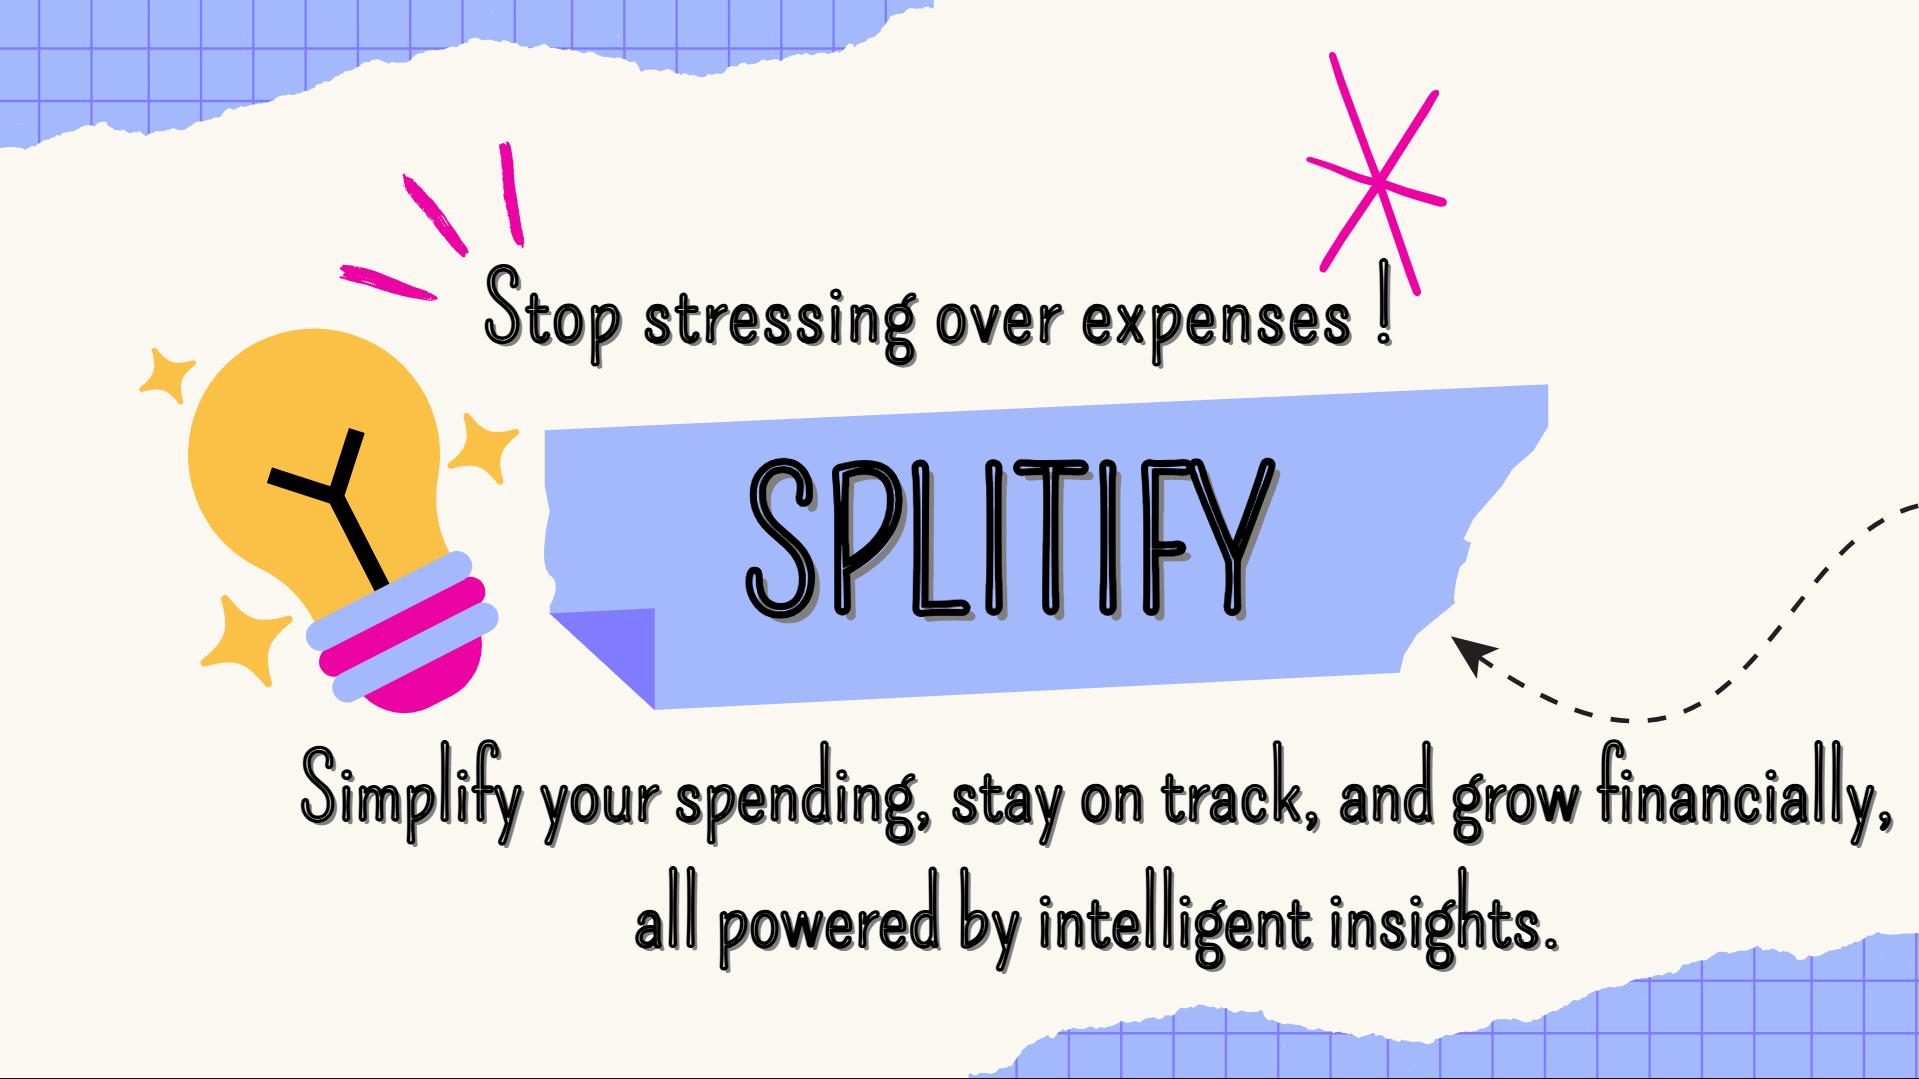 Stop stressing over expenses !
SPLITIFY
Simplify your spending, stay on track, and grow financially,
all powered by intelligent insights.